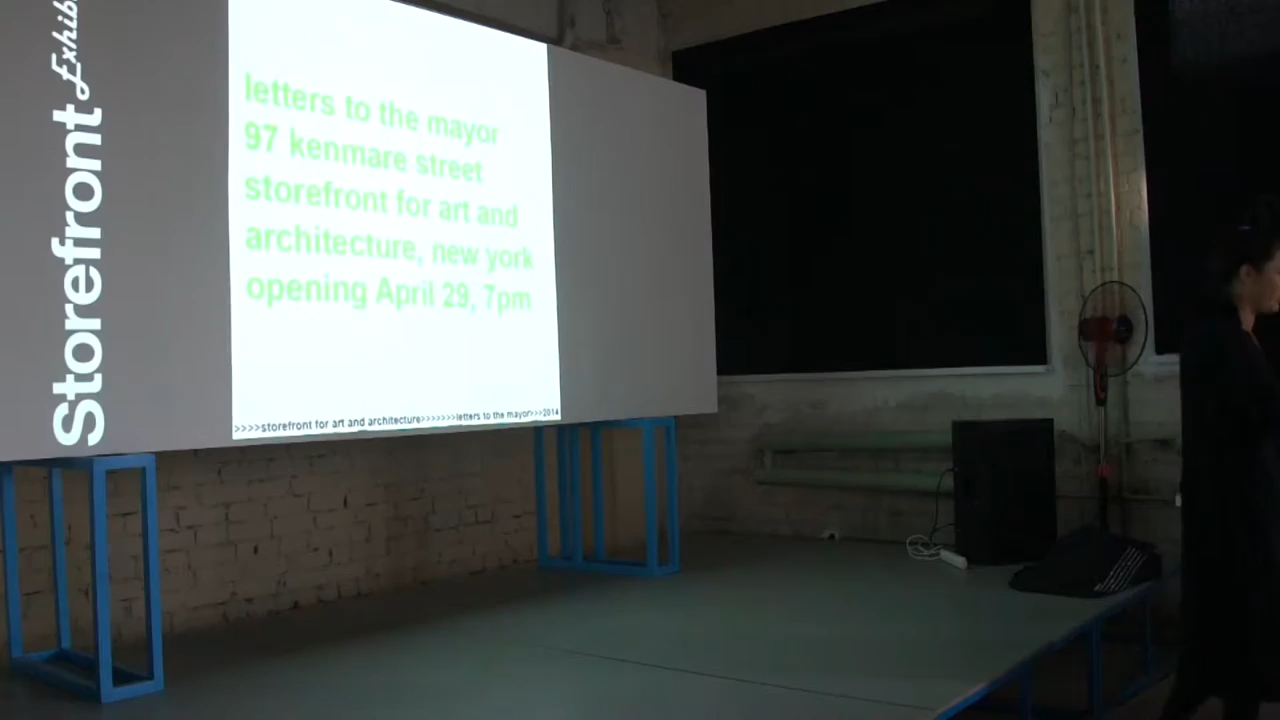 Storefront
letters to the mayor
97 kenmare street
storefront for art and
architecture, new york
opening April 29, 7pm
>>>>storefront for art and architecture>>>>>>>letters to the mayor>>>2014